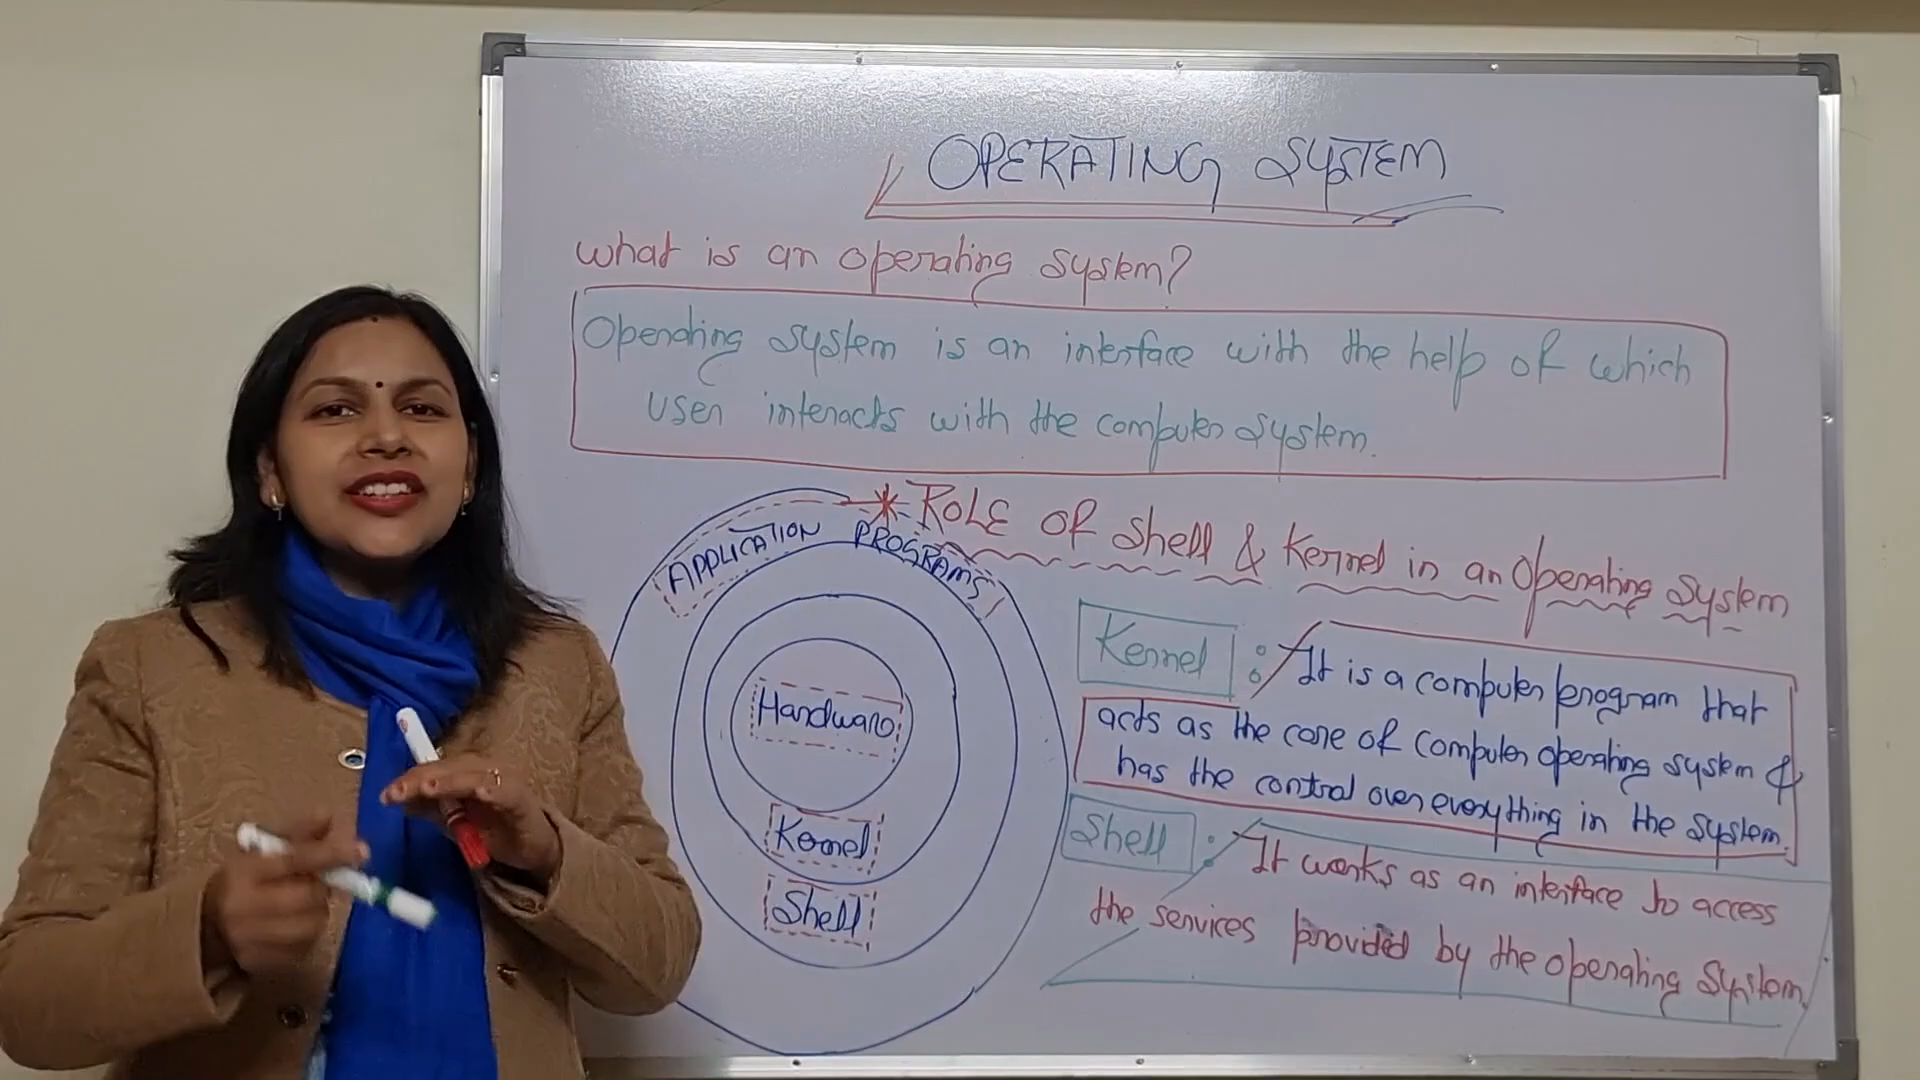 OPERATING SYSTEM
what is an operating system?
Operating system is an interface with the help of which
user interacts with the computer system.
* ROLE OF Shell & Kernel in an Operating System
APPLICATION PROGRAMS
Hardware
Kernel
Shell
Kernel : It is a computer program that
acts as the core of computer operating system &
has the control over everything in the system.
Shell : It works as an interface to access
the services provided by the operating System.